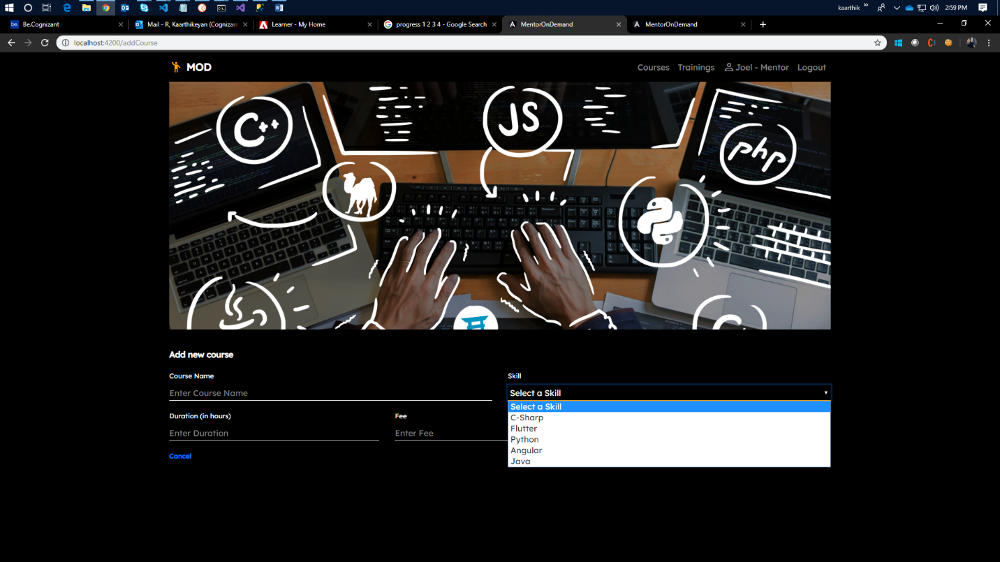 kaarthik
2:59 PM
Be.Cognizant
Mail - R, Kaarthikeyan (Cognizant
Learner - My Home
progress 1 2 3 4 - Google Search
MentorOnDemand
MentorOnDemand
localhost:4200/addCourse
MOD
Courses
Trainings
Joel - Mentor
Logout
C++
JS
php
Add new course
Course Name
Skill
Enter Course Name
Select a Skill
Select a Skill
C-Sharp
Flutter
Python
Angular
Java
Duration (in hours)
Fee
Enter Duration
Enter Fee
Cancel